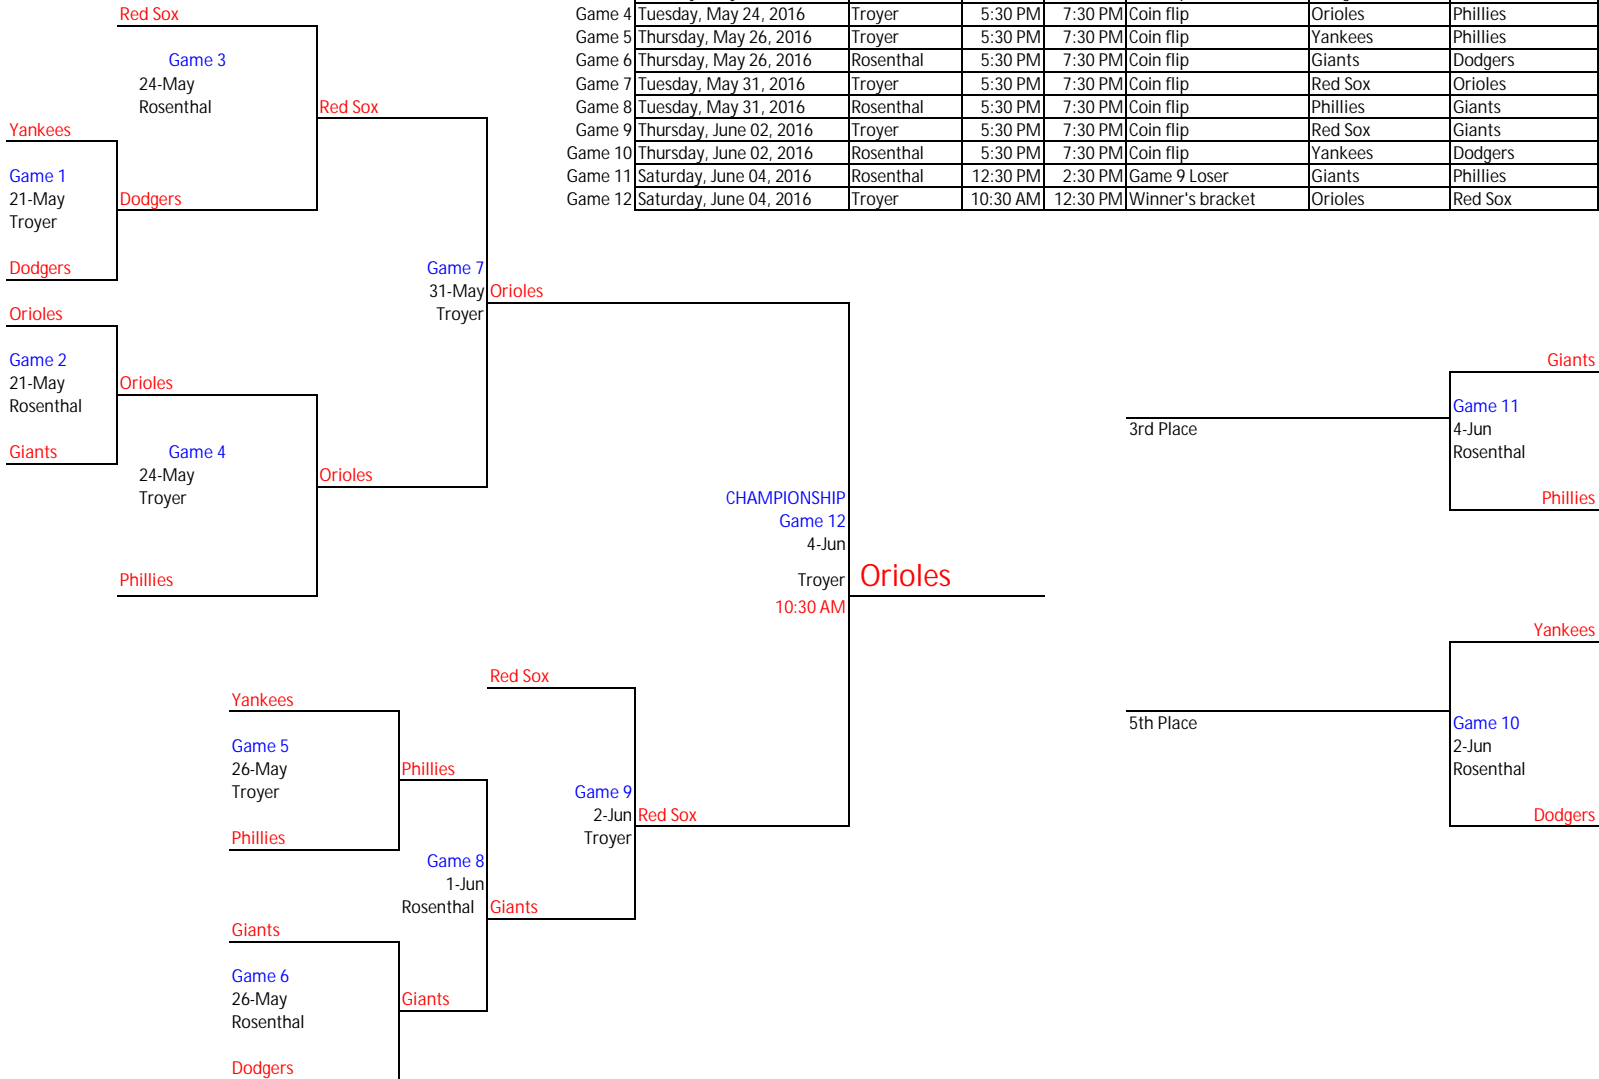 Red Sox
Game 3
24-May
Rosenthal
Red Sox
Yankees
Game 1
21-May
Troyer
Dodgers
Dodgers
Orioles
Game 2
21-May
Rosenthal
Giants
Orioles
Game 4
24-May
Troyer
Orioles
Phillies
Game 7
31-May
Troyer
Orioles
Game 4 Tuesday, May 24, 2016 Troyer 5:30 PM 7:30 PM Coin flip Orioles Phillies
Game 5 Thursday, May 26, 2016 Troyer 5:30 PM 7:30 PM Coin flip Yankees Phillies
Game 6 Thursday, May 26, 2016 Rosenthal 5:30 PM 7:30 PM Coin flip Giants Dodgers
Game 7 Tuesday, May 31, 2016 Troyer 5:30 PM 7:30 PM Coin flip Red Sox Orioles
Game 8 Tuesday, May 31, 2016 Rosenthal 5:30 PM 7:30 PM Coin flip Phillies Giants
Game 9 Thursday, June 02, 2016 Troyer 5:30 PM 7:30 PM Coin flip Red Sox Giants
Game 10 Thursday, June 02, 2016 Rosenthal 5:30 PM 7:30 PM Coin flip Yankees Dodgers
Game 11 Saturday, June 04, 2016 Rosenthal 12:30 PM 2:30 PM Game 9 Loser Giants Phillies
Game 12 Saturday, June 04, 2016 Troyer 10:30 AM 12:30 PM Winner's bracket Orioles Red Sox
CHAMPIONSHIP
Game 12
4-Jun
Troyer
10:30 AM
Orioles
Giants
Game 11
4-Jun
Rosenthal
3rd Place
Phillies
Yankees
Game 10
2-Jun
Rosenthal
5th Place
Dodgers
Red Sox
Yankees
Game 5
26-May
Troyer
Phillies
Phillies
Game 9
2-Jun
Troyer
Red Sox
Game 8
1-Jun
Rosenthal
Giants
Giants
Game 6
26-May
Rosenthal
Giants
Dodgers